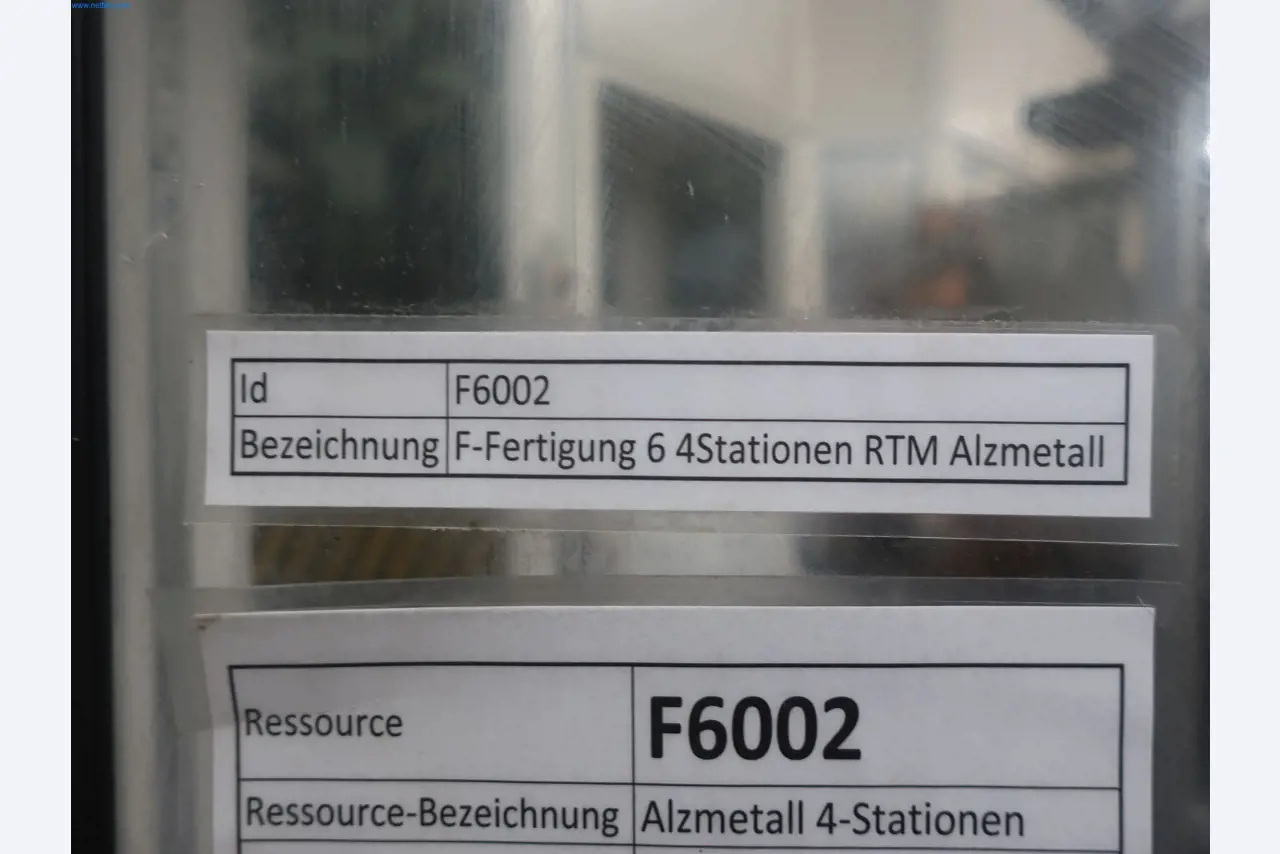 Id F6002
Bezeichnung F-Fertigung 6 4Stationen RTM Alzmetall
Ressource F6002
Ressource-Bezeichnung Alzmetall 4-Stationen